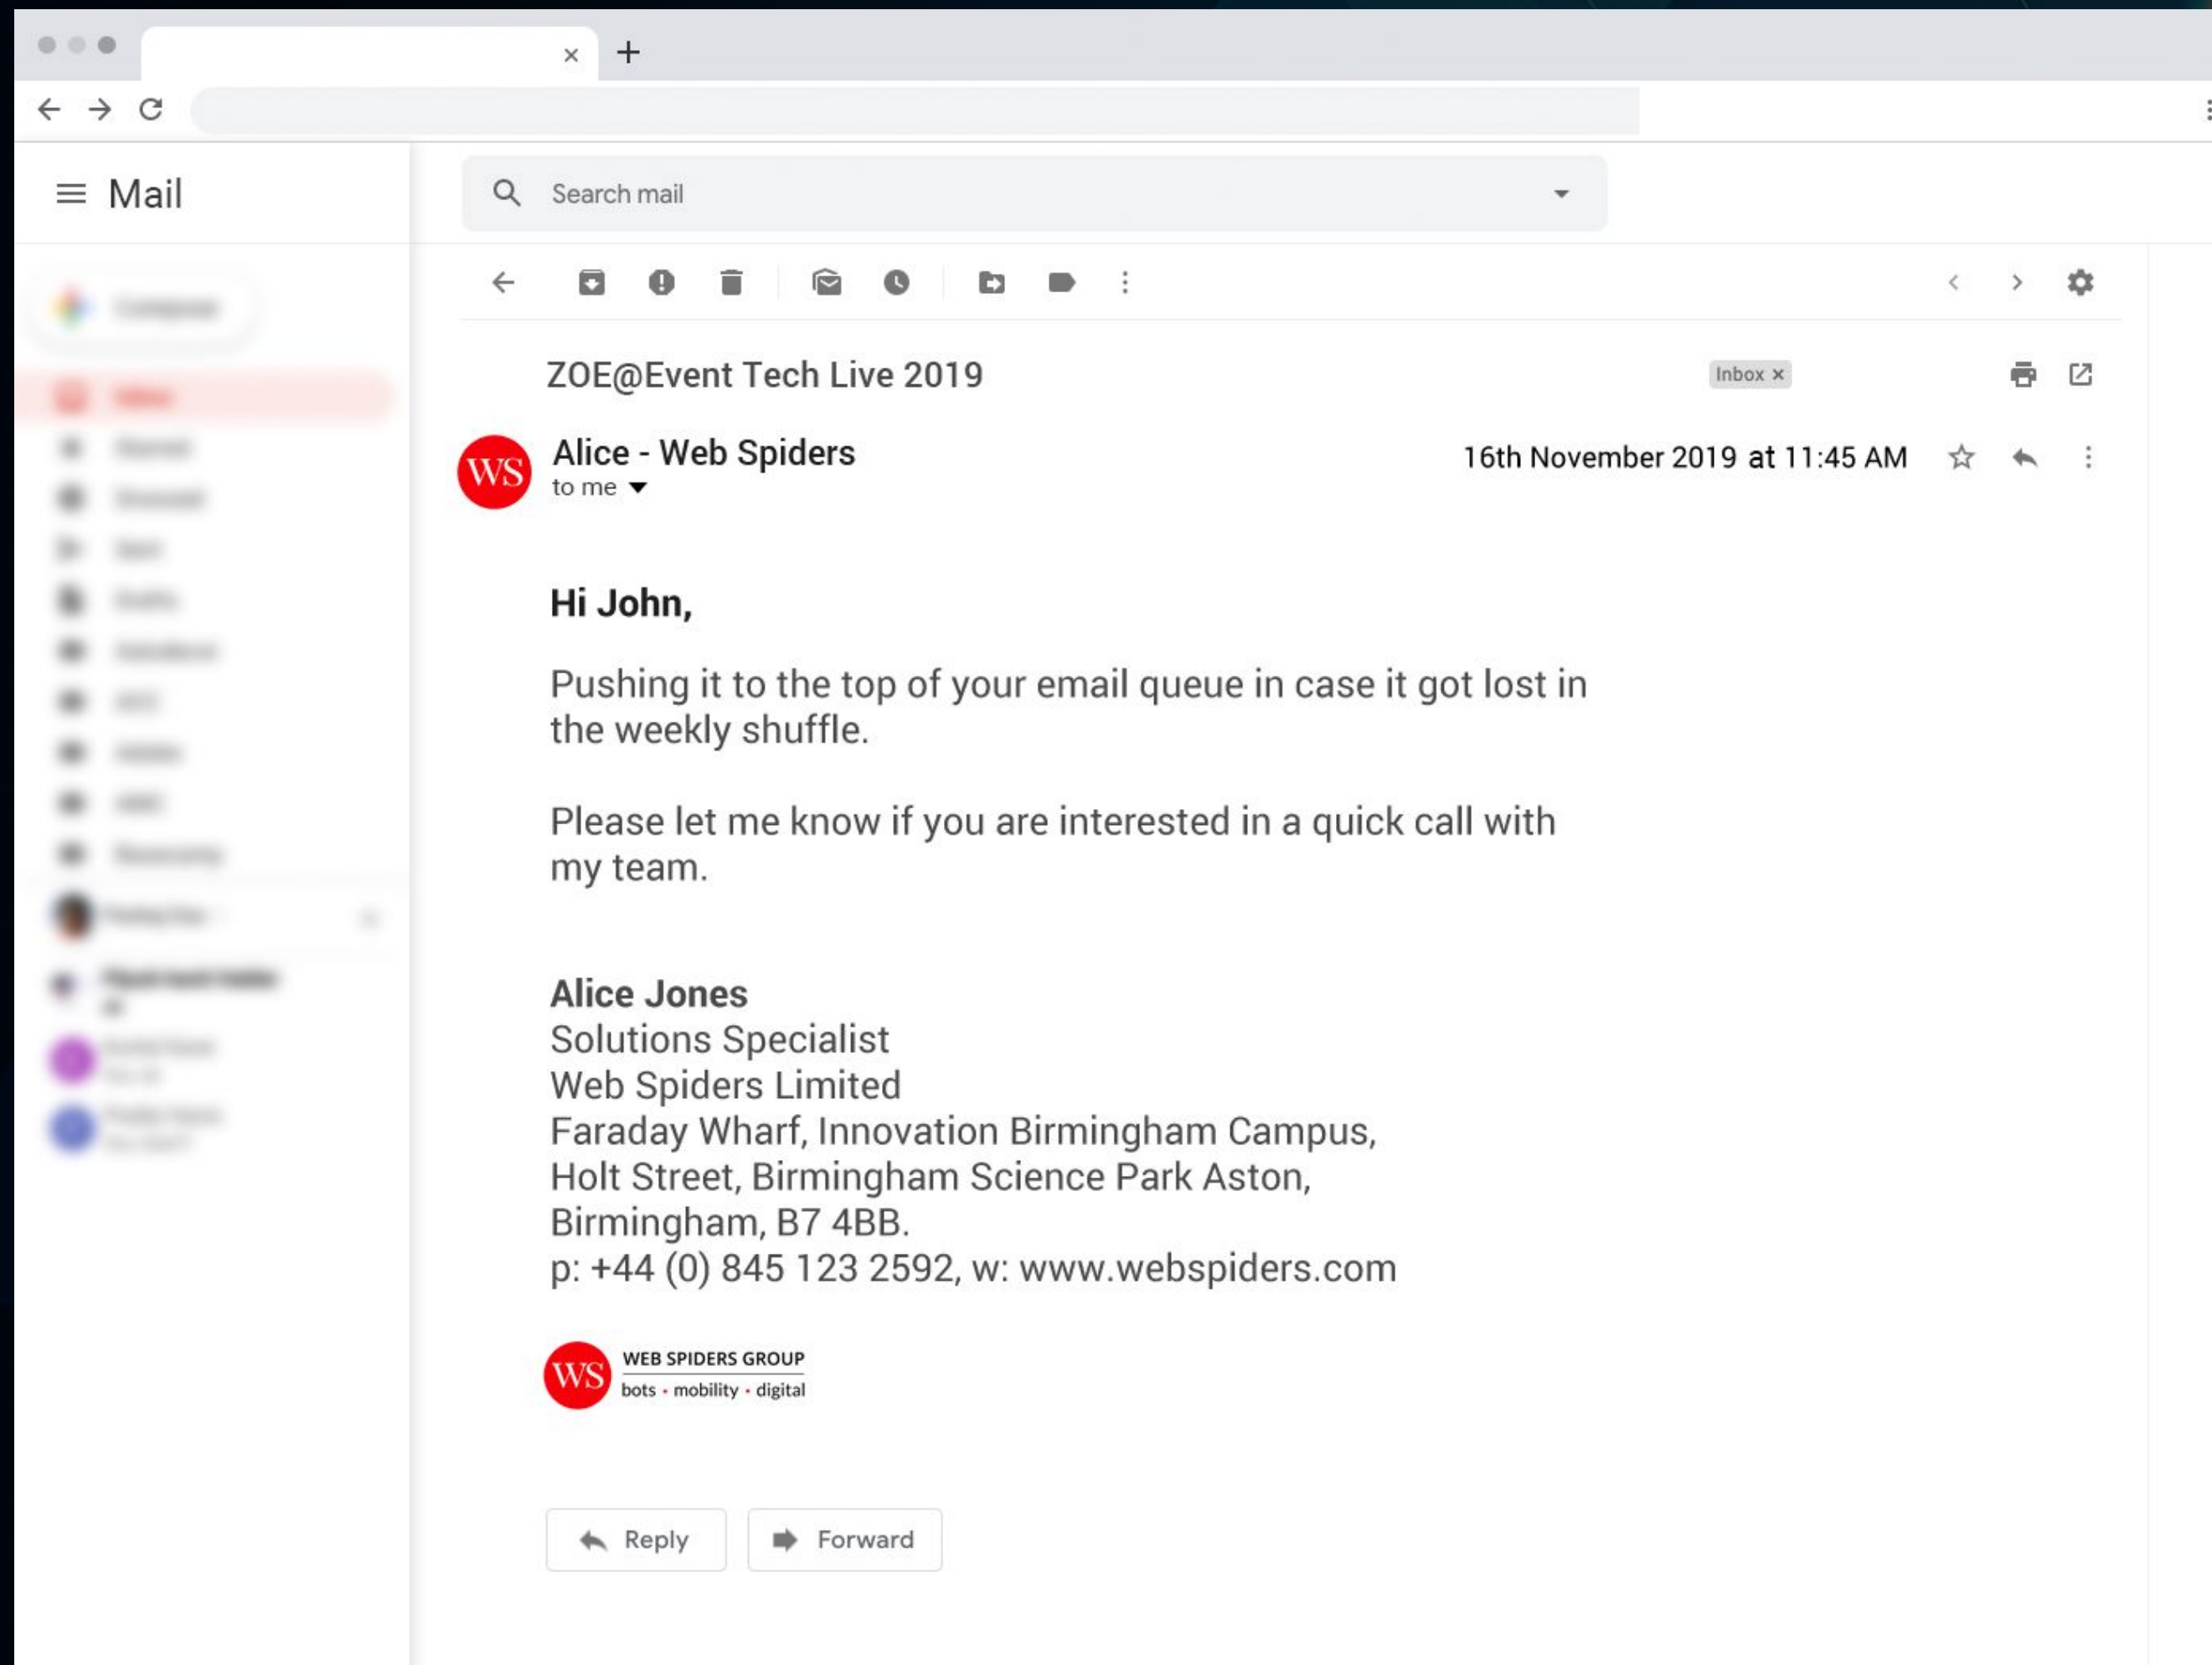 Mail
Search mail
ZOE@Event Tech Live 2019
Inbox ×
WS
Alice - Web Spiders
16th November 2019 at 11:45 AM
to me
Hi John,
Pushing it to the top of your email queue in case it got lost in
the weekly shuffle.
Please let me know if you are interested in a quick call with
my team.
Alice Jones
Solutions Specialist
Web Spiders Limited
Faraday Wharf, Innovation Birmingham Campus,
Holt Street, Birmingham Science Park Aston,
Birmingham, B7 4BB.
p: +44 (0) 845 123 2592, w: www.webspiders.com
WS
WEB SPIDERS GROUP
bots • mobility • digital
Reply
Forward